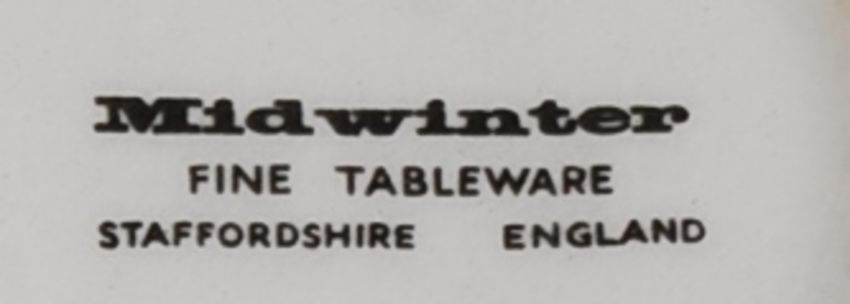 Midwinter
FINE TABLEWARE
STAFFORDSHIRE ENGLAND